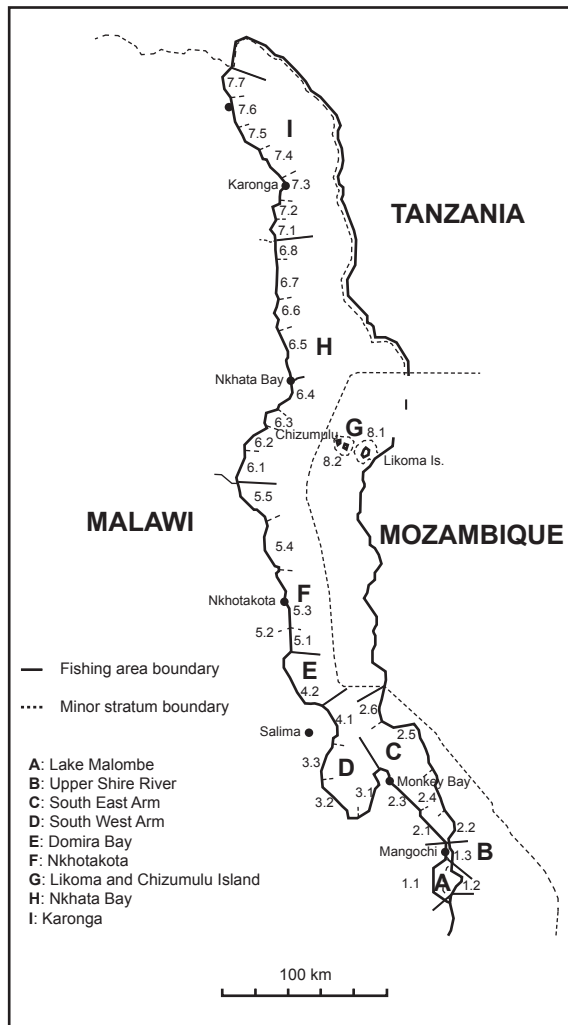 7.7
7.6
7.5
I
7.4
Karonga
7.3
7.2
7.1
6.8
TANZANIA
6.7
6.6
6.5
H
Nkhata Bay
6.4
6.3
G
8.1
Chizumulu
6.2
8.2
Likoma Is.
6.1
5.5
MALAWI
MOZAMBIQUE
5.4
Nkhotakota
F
5.3
5.2
5.1
E
4.2
Fishing area boundary
Minor stratum boundary
2.6
4.1
Salima
2.5
C
3.3
D
Monkey Bay
3.1
2.3
2.4
3.2
2.1
2.2
Mangochi
1.3
B
1.1
A
1.2
A: Lake Malombe
B: Upper Shire River
C: South East Arm
D: South West Arm
E: Domira Bay
F: Nkhotakota
G: Likoma and Chizumulu Island
H: Nkhata Bay
I: Karonga
100 km